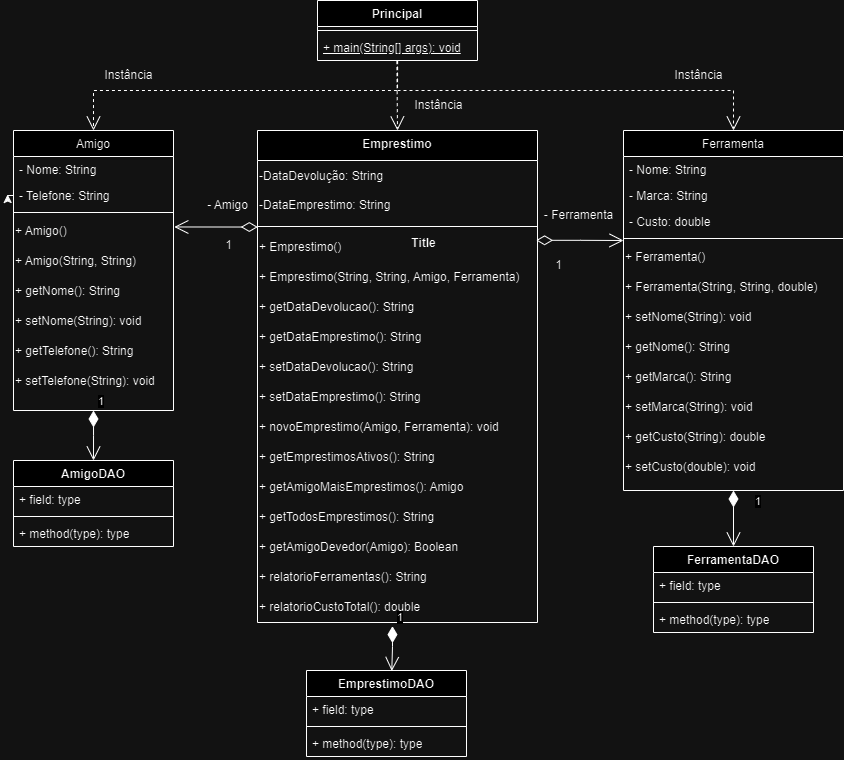 Principal
+ main(String[] args): void
Instância
Instância
Instância
Amigo
- Nome: String
- Telefone: String
+ Amigo()
+ Amigo(String, String)
+ getNome(): String
+ setNome(String): void
+ getTelefone(): String
+ setTelefone(String): void
1
AmigoDAO
+ field: type
+ method(type): type
- Amigo
1
Emprestimo
-DataDevolução: String
-DataEmprestimo: String
Title
+ Emprestimo()
+ Emprestimo(String, String, Amigo, Ferramenta)
+ getDataDevolucao(): String
+ getDataEmprestimo(): String
+ setDataDevolucao(): String
+ setDataEmprestimo(): String
+ novoEmprestimo(Amigo, Ferramenta): void
+ getEmprestimosAtivos(): String
+ getAmigoMaisEmprestimos(): Amigo
+ getTodosEmprestimos(): String
+ getAmigoDevedor(Amigo): Boolean
+ relatorioFerramentas(): String
+ relatorioCustoTotal(): double
1
EmprestimoDAO
+ field: type
+ method(type): type
- Ferramenta
1
Ferramenta
- Nome: String
- Marca: String
- Custo: double
+ Ferramenta()
+ Ferramenta(String, String, double)
+ setNome(String): void
+ getNome(): String
+ getMarca(): String
+ setMarca(String): void
+ getCusto(String): double
+ setCusto(double): void
1
FerramentaDAO
+ field: type
+ method(type): type